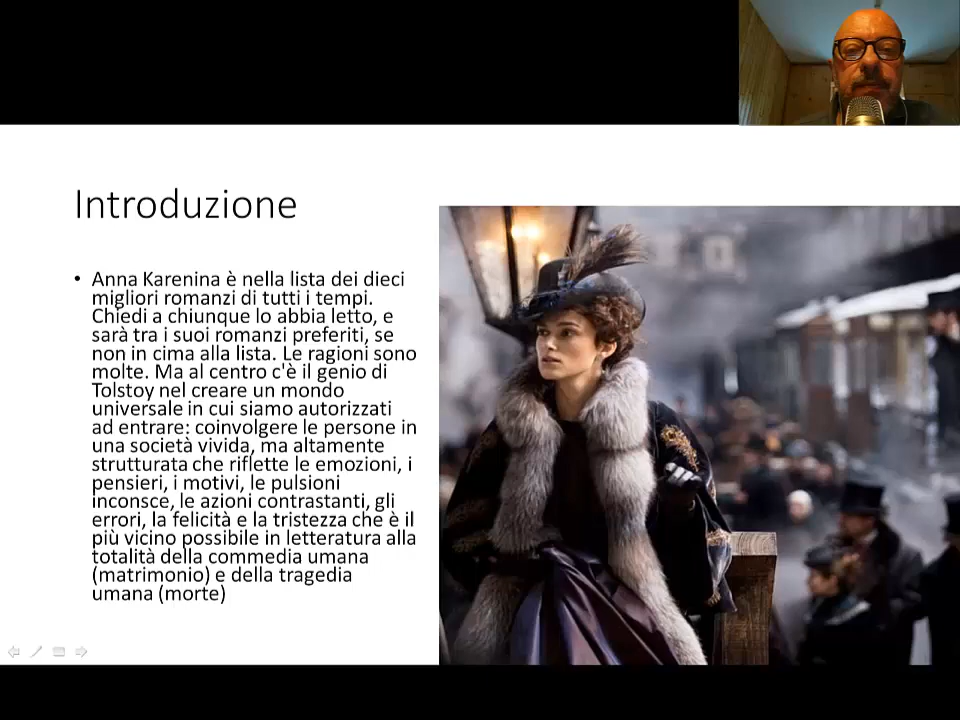 Introduzione
• Anna Karenina è nella lista dei dieci
migliori romanzi di tutti i tempi.
Chiedi a chiunque lo abbia letto, e
sarà tra i suoi romanzi preferiti, se
non in cima alla lista. Le ragioni sono
molte. Ma al centro c'è il genio di
Tolstoy nel creare un mondo
universale in cui siamo autorizzati
ad entrare: coinvolgere le persone in
una società vivida, ma altamente
strutturata che riflette le emozioni, i
pensieri, i motivi, le pulsioni
inconsce, le azioni contrastanti, gli
errori, la felicità e la tristezza che è il
più vicino possibile in letteratura alla
totalità della commedia umana
(matrimonio) e della tragedia
umana (morte)